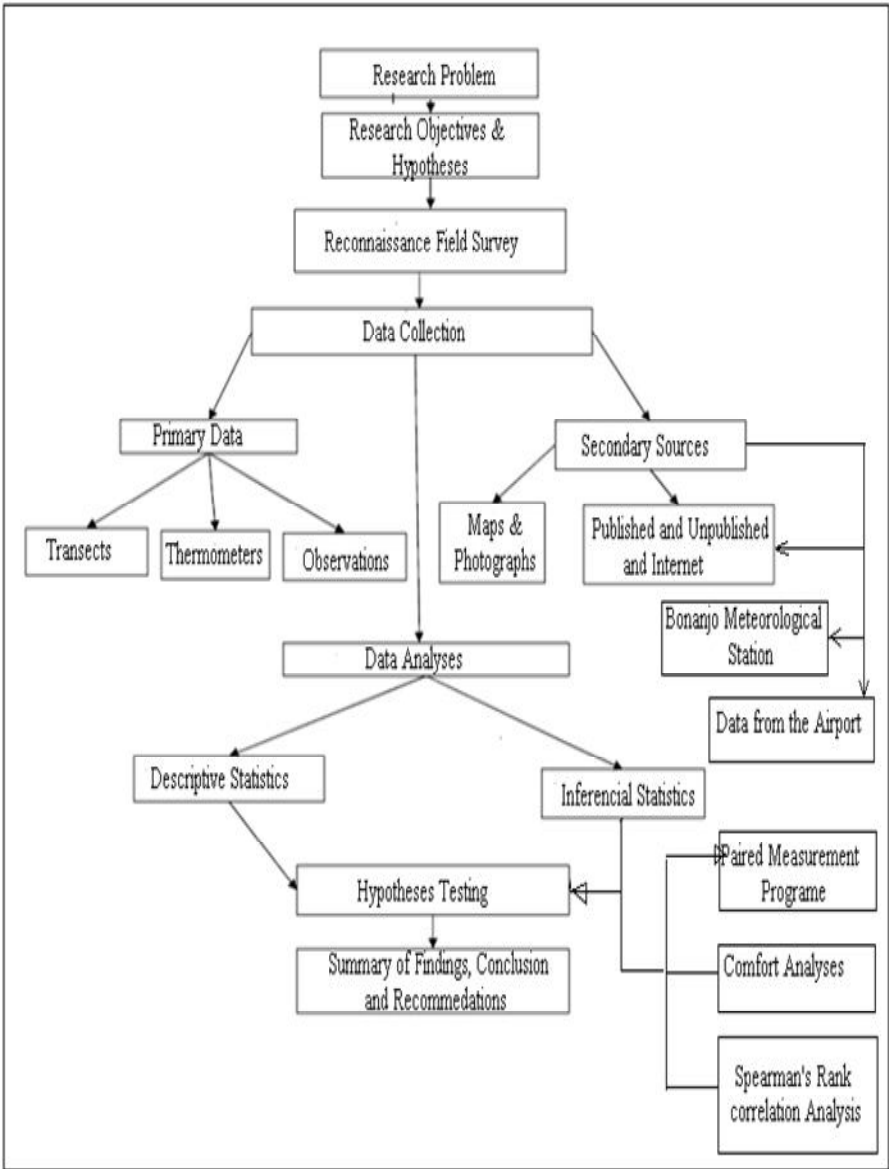 Research Problem
Research Objectives &
Hypotheses
Reconnaissance Field Survey
Data Collection
Primary Data
Secondary Sources
Transects
Thermometers
Observations
Maps &
Photographs
Published and Unpublished
and Internet
Bonanjo Meteorological
Station
Data from the Airport
Data Analyses
Descriptive Statistics
Inferencial Statistics
Paired Measurement
Programe
Hypotheses Testing
Comfort Analyses
Summary of Findings, Conclusion
and Recommedations
Spearman's Rank
correlation Analysis